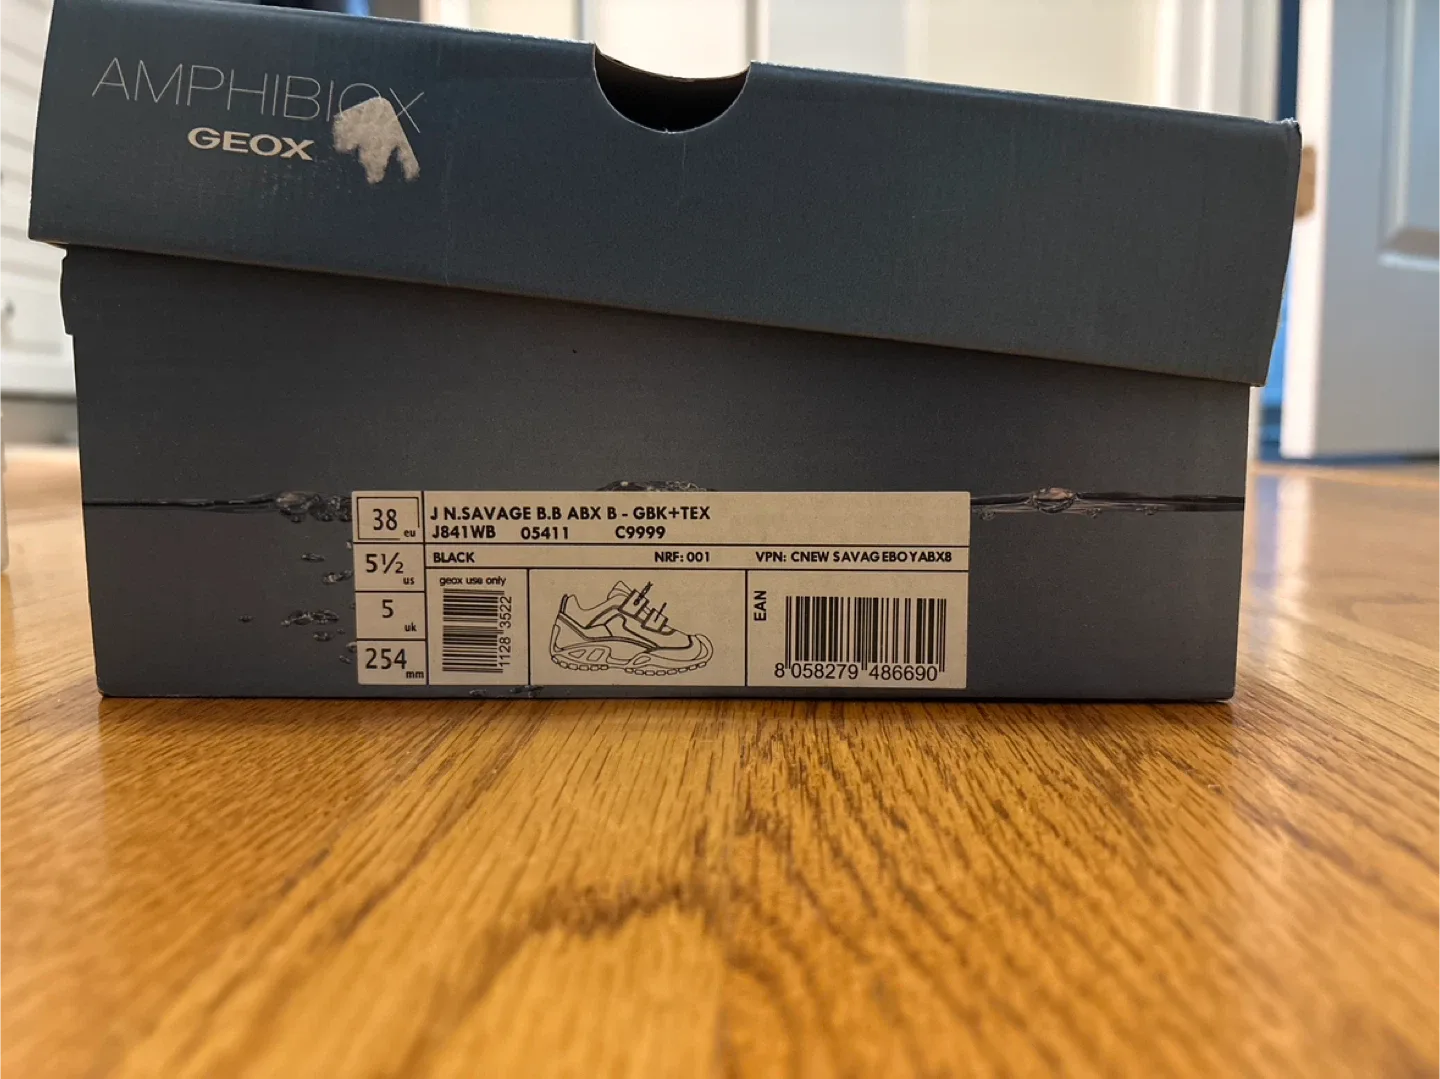 AMPHIBIOX
GEOX
38 eu
5½ us
5 uk
254 mm
J N.SAVAGE B.B ABX B - GBK+TEX
J841WB 05411 C9999
BLACK NRF: 001 VPN: CNEW SAVAGEBOYABX8
geox use only
1128 3522
EAN
8 058279 486690